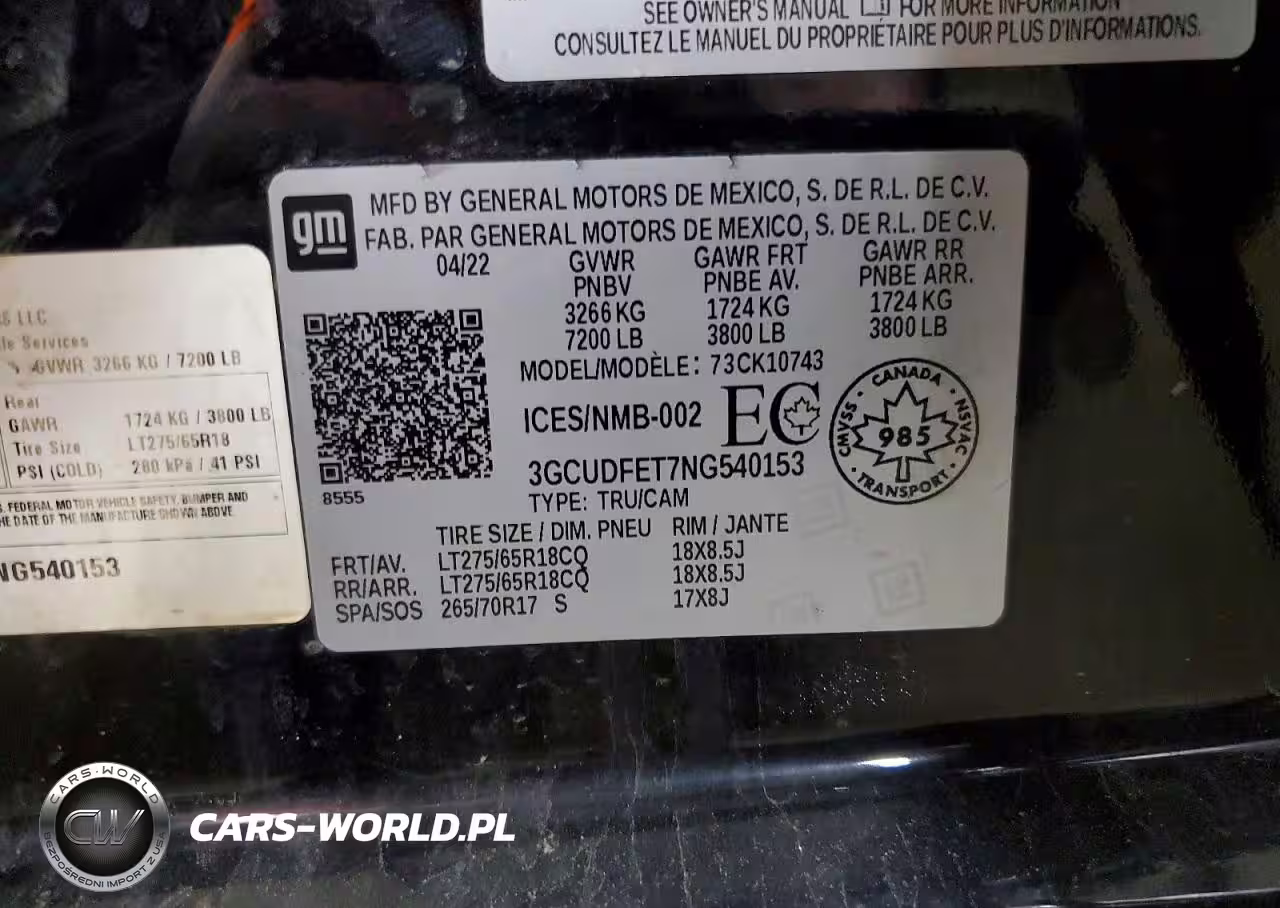 SEE OWNER'S MANUAL FOR MORE INFORMATION
CONSULTEZ LE MANUEL DU PROPRIÉTAIRE POUR PLUS D'INFORMATIONS.
gm
MFD BY GENERAL MOTORS DE MEXICO, S. DE R.L. DE C.V.
FAB. PAR GENERAL MOTORS DE MEXICO, S. DE R.L. DE C.V.
04/22 GVWR GAWR FRT GAWR RR
PNBV PNBE AV. PNBE ARR.
3266 KG 1724 KG 1724 KG
7200 LB 3800 LB 3800 LB
MODEL/MODÈLE: 73CK10743
ICES/NMB-002 EC
CANADA
CMVSS 985 NSVAC
TRANSPORT
3GCUDFET7NG540153
8555
TYPE: TRU/CAM
TIRE SIZE / DIM. PNEU RIM / JANTE
FRT/AV. LT275/65R18CQ 18X8.5J
RR/ARR. LT275/65R18CQ 18X8.5J
SPA/SOS 265/70R17 S 17X8J
LLC
Services
GVWR 3266 KG / 7200 LB
Rear
GAWR 1724 KG / 3800 LB
Tire Size LT275/65R18
PSI (COLD) 280 kPa / 41 PSI
FEDERAL MOTOR VEHICLE SAFETY, BUMPER AND
THE DATE OF THE MANUFACTURE SHOWN ABOVE
NG540153
CARS-WORLD
CW
BEZPOŚREDNI IMPORT Z USA
CARS-WORLD.PL